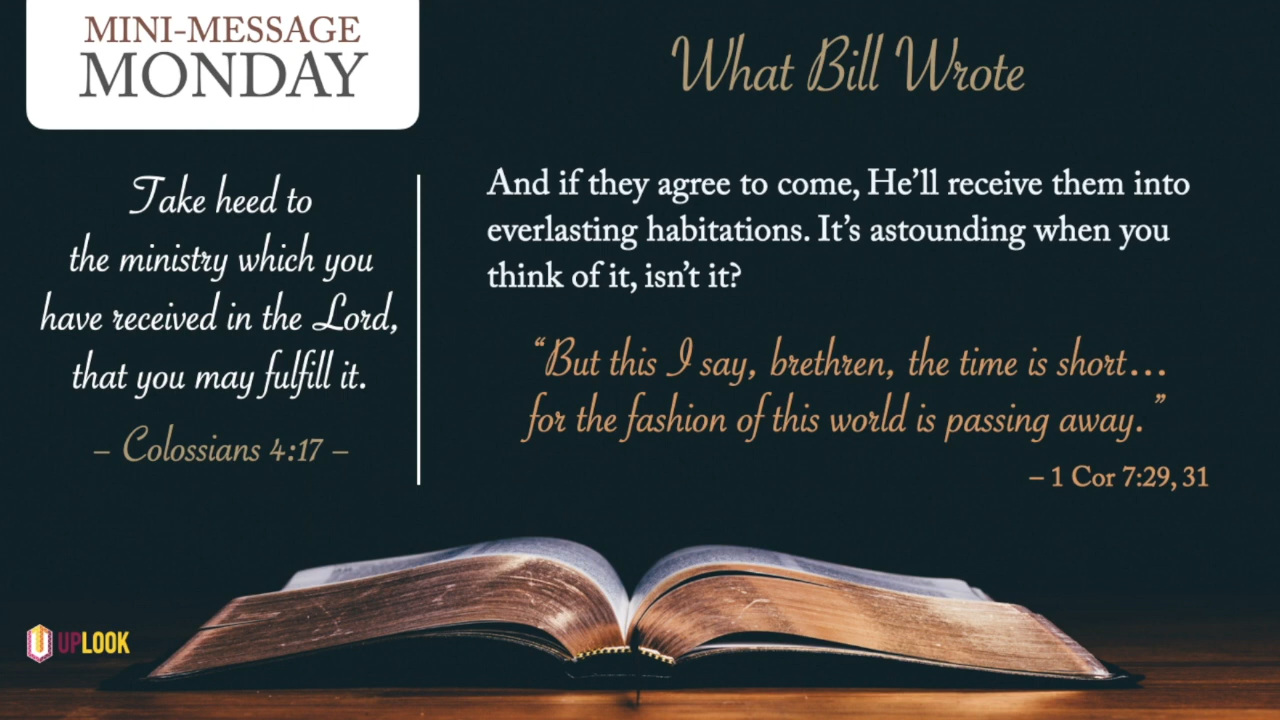 MINI-MESSAGE
MONDAY
What Bill Wrote
Take heed to
the ministry which you
have received in the Lord,
that you may fulfill it.
– Colossians 4:17 –
And if they agree to come, He’ll receive them into
everlasting habitations. It’s astounding when you
think of it, isn’t it?
“But this I say, brethren, the time is short…
for the fashion of this world is passing away.”
– 1 Cor 7:29, 31
UPLOOK